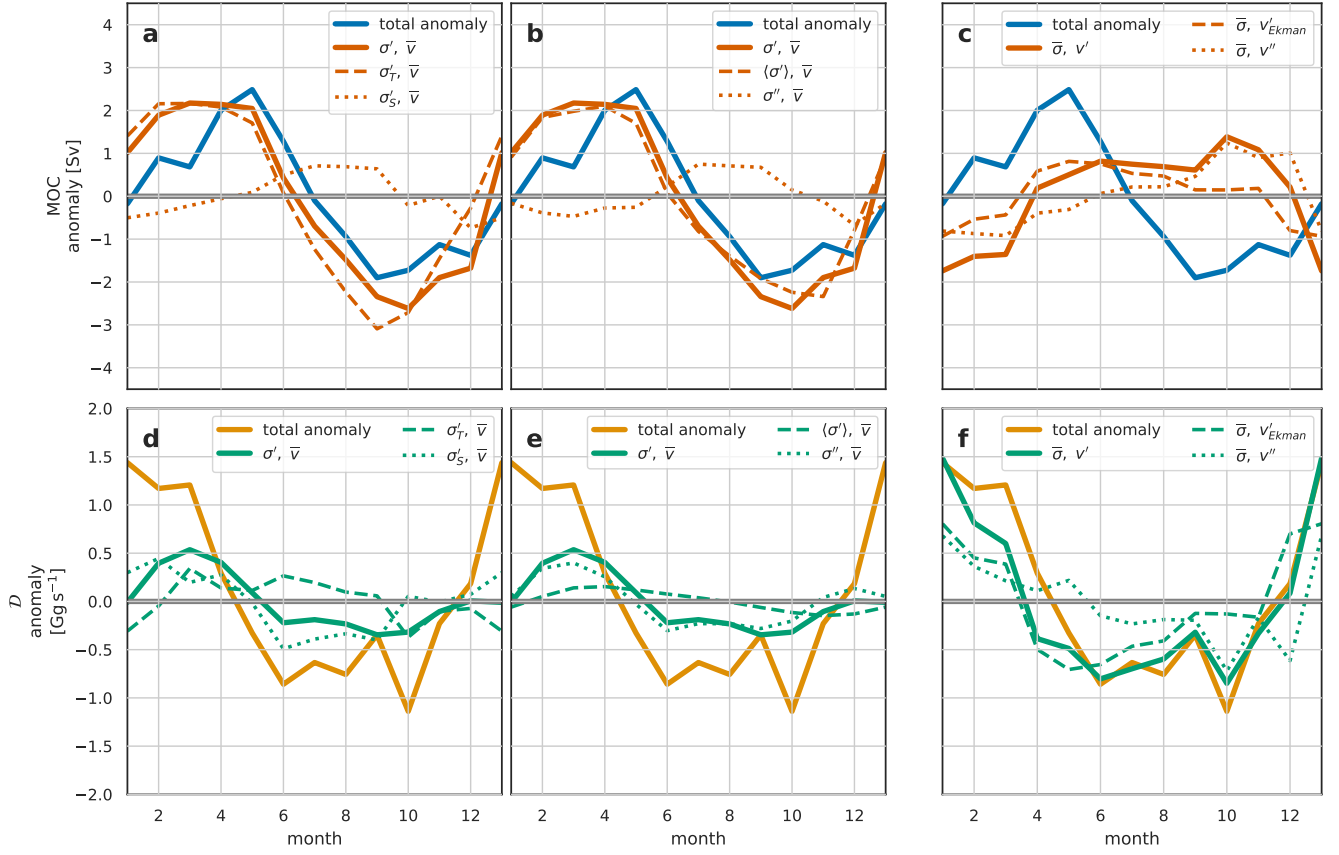 a
total anomaly
σ′, v̅
σ′_T, v̅
σ′_S, v̅
b
total anomaly
σ′, v̅
⟨σ′⟩, v̅
σ″, v̅
c
total anomaly
σ̅, v′
σ̅, v′_Ekman
σ̅, v″
MOC
anomaly [Sv]
4
3
2
1
0
−1
−2
−3
−4
d
total anomaly
σ′, v̅
σ′_T, v̅
σ′_S, v̅
e
total anomaly
σ′, v̅
⟨σ′⟩, v̅
σ″, v̅
f
total anomaly
σ̅, v′
σ̅, v′_Ekman
σ̅, v″
𝒟
anomaly
[Gg s⁻¹]
2.0
1.5
1.0
0.5
0.0
−0.5
−1.0
−1.5
−2.0
2 4 6 8 10 12
month
2 4 6 8 10 12
month
2 4 6 8 10 12
month